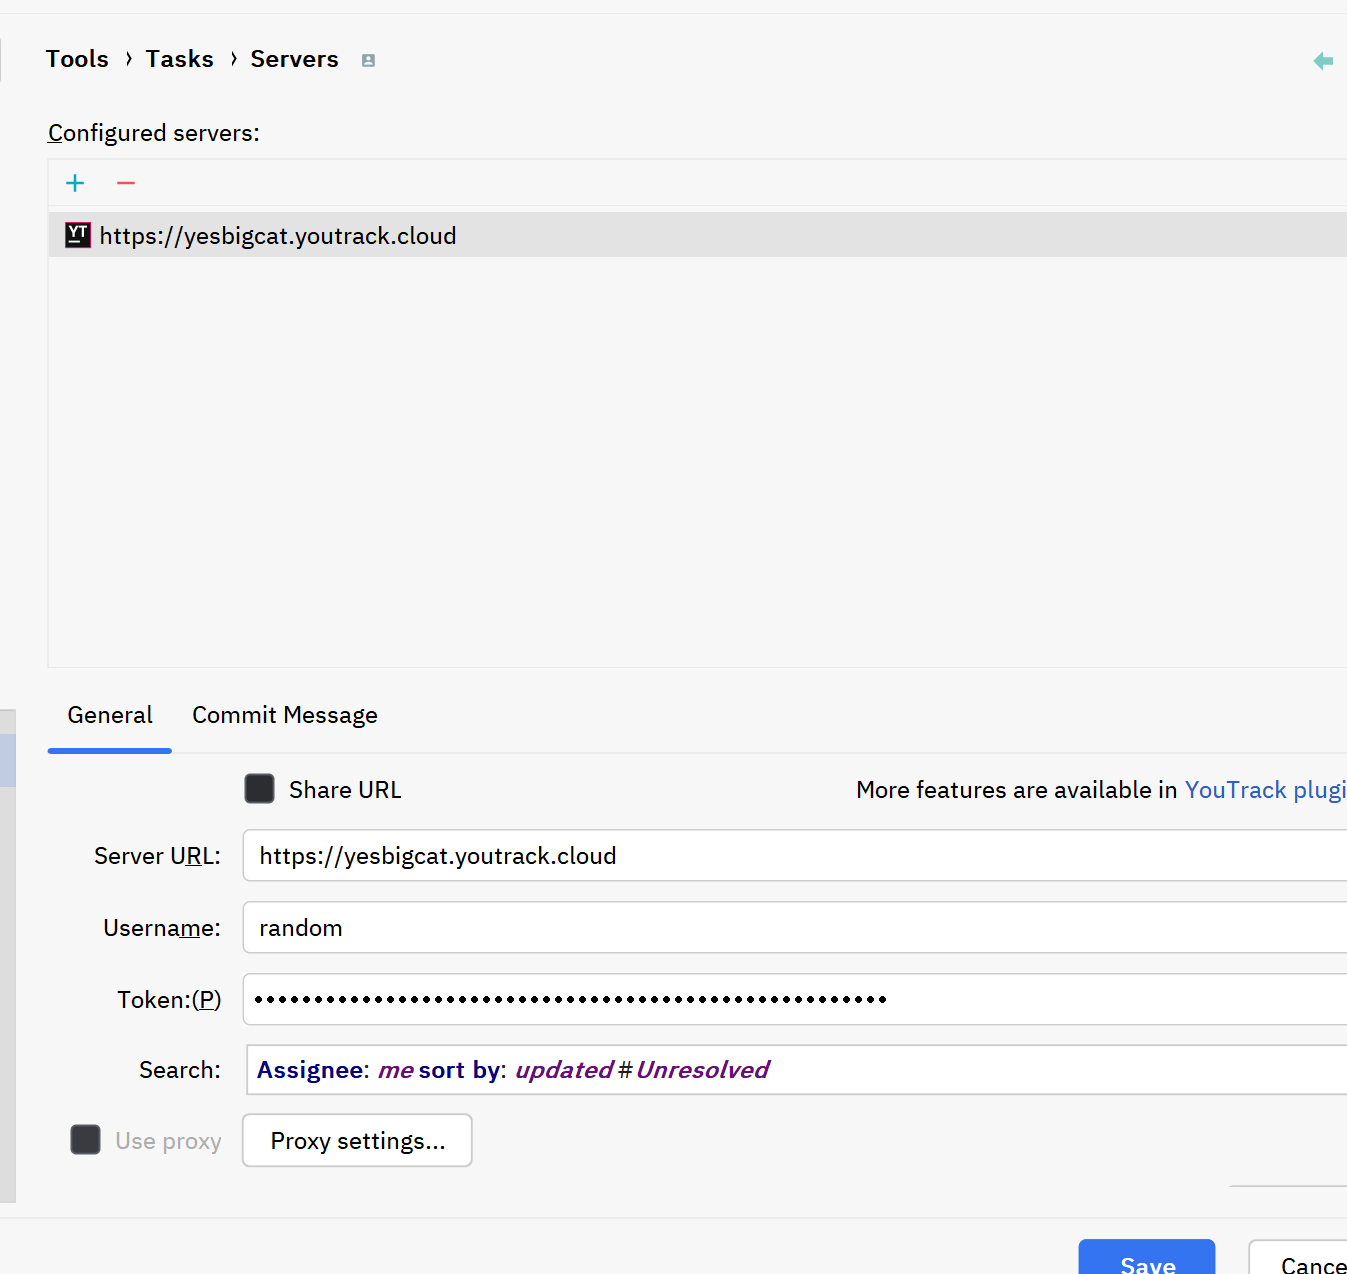 Tools › Tasks › Servers
Configured servers:
YT https://yesbigcat.youtrack.cloud
General Commit Message
Share URL More features are available in YouTrack plugi
Server URL: https://yesbigcat.youtrack.cloud
Username: random
Token:(P) •••••••••••••••••••••••••••••••••••••••••••••••••••••
Search: Assignee: me sort by: updated #Unresolved
Use proxy Proxy settings...
Save Cance